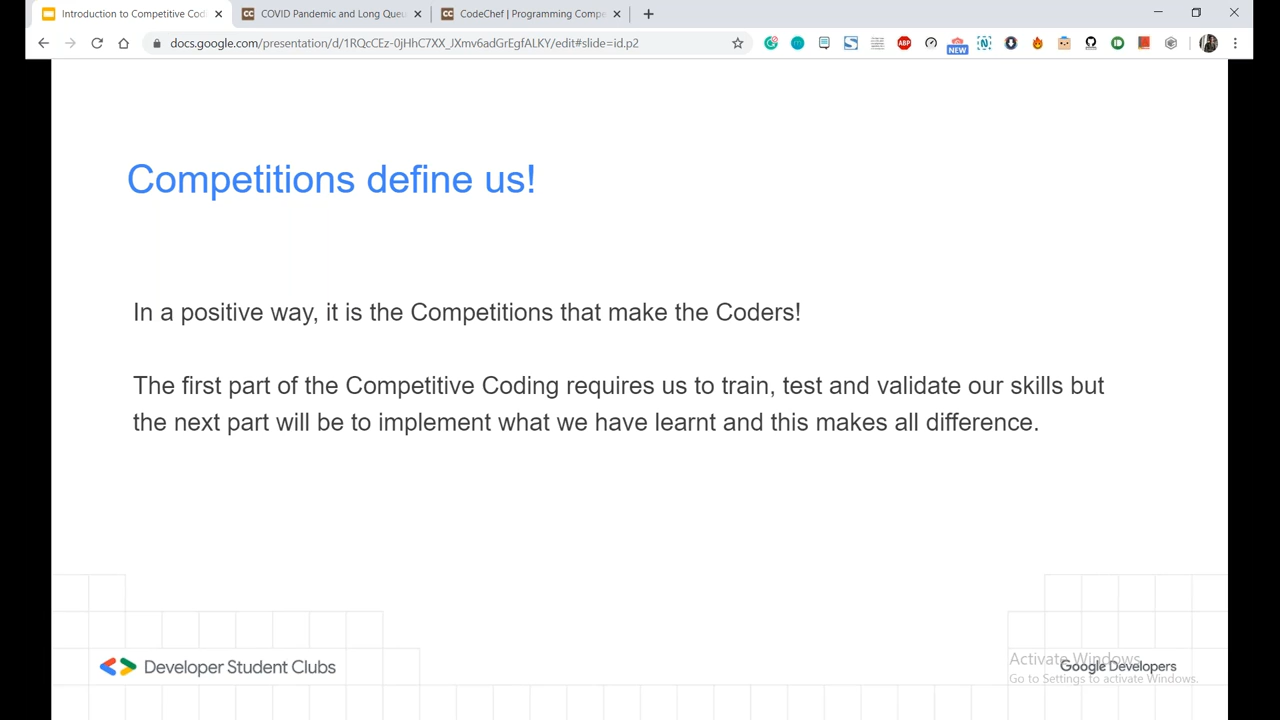 Introduction to Competitive Codi
COVID Pandemic and Long Queu
CodeChef | Programming Compe
docs.google.com/presentation/d/1RQcCEz-0jHhC7XX_JXmv6adGrEgfALKY/edit#slide=id.p2
ABP
NEW
Competitions define us!
In a positive way, it is the Competitions that make the Coders!
The first part of the Competitive Coding requires us to train, test and validate our skills but
the next part will be to implement what we have learnt and this makes all difference.
Developer Student Clubs
Google Developers
Activate Windows
Go to Settings to activate Windows.